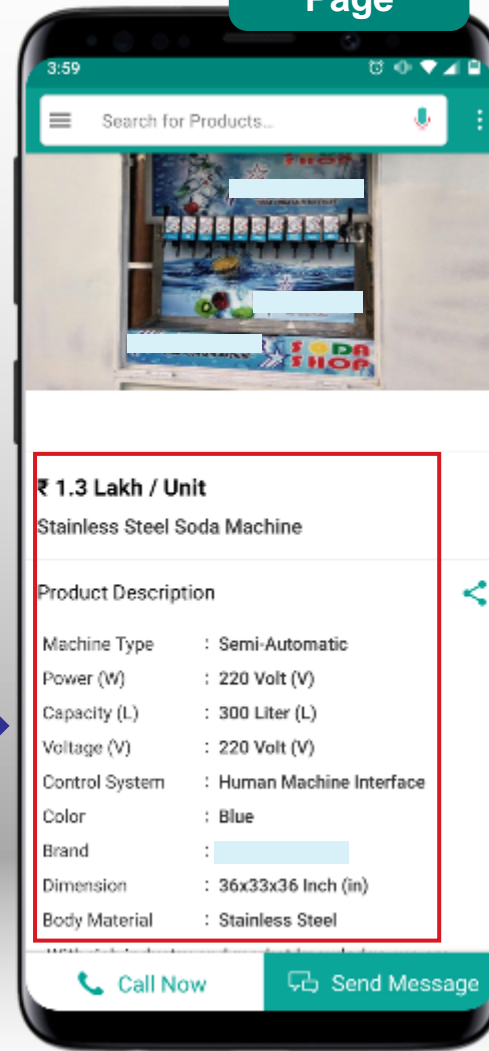 Page
3:59
Search for Products...
SHOP
SODA
SHOP
₹ 1.3 Lakh / Unit
Stainless Steel Soda Machine
Product Description
Machine Type : Semi-Automatic
Power (W) : 220 Volt (V)
Capacity (L) : 300 Liter (L)
Voltage (V) : 220 Volt (V)
Control System : Human Machine Interface
Color : Blue
Brand :
Dimension : 36x33x36 Inch (in)
Body Material : Stainless Steel
Call Now
Send Message